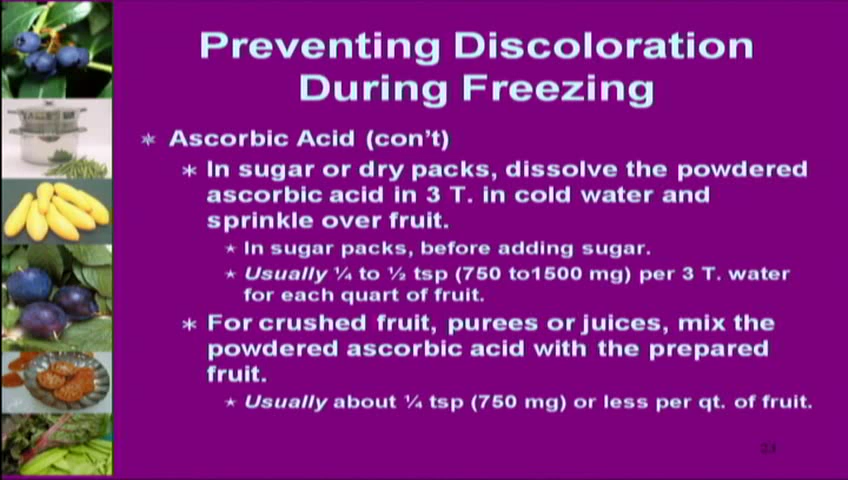 Preventing Discoloration
During Freezing
* Ascorbic Acid (con't)
* In sugar or dry packs, dissolve the powdered
ascorbic acid in 3 T. in cold water and
sprinkle over fruit.
* In sugar packs, before adding sugar.
* Usually ¼ to ½ tsp (750 to1500 mg) per 3 T. water
for each quart of fruit.
* For crushed fruit, purees or juices, mix the
powdered ascorbic acid with the prepared
fruit.
* Usually about ¼ tsp (750 mg) or less per qt. of fruit.